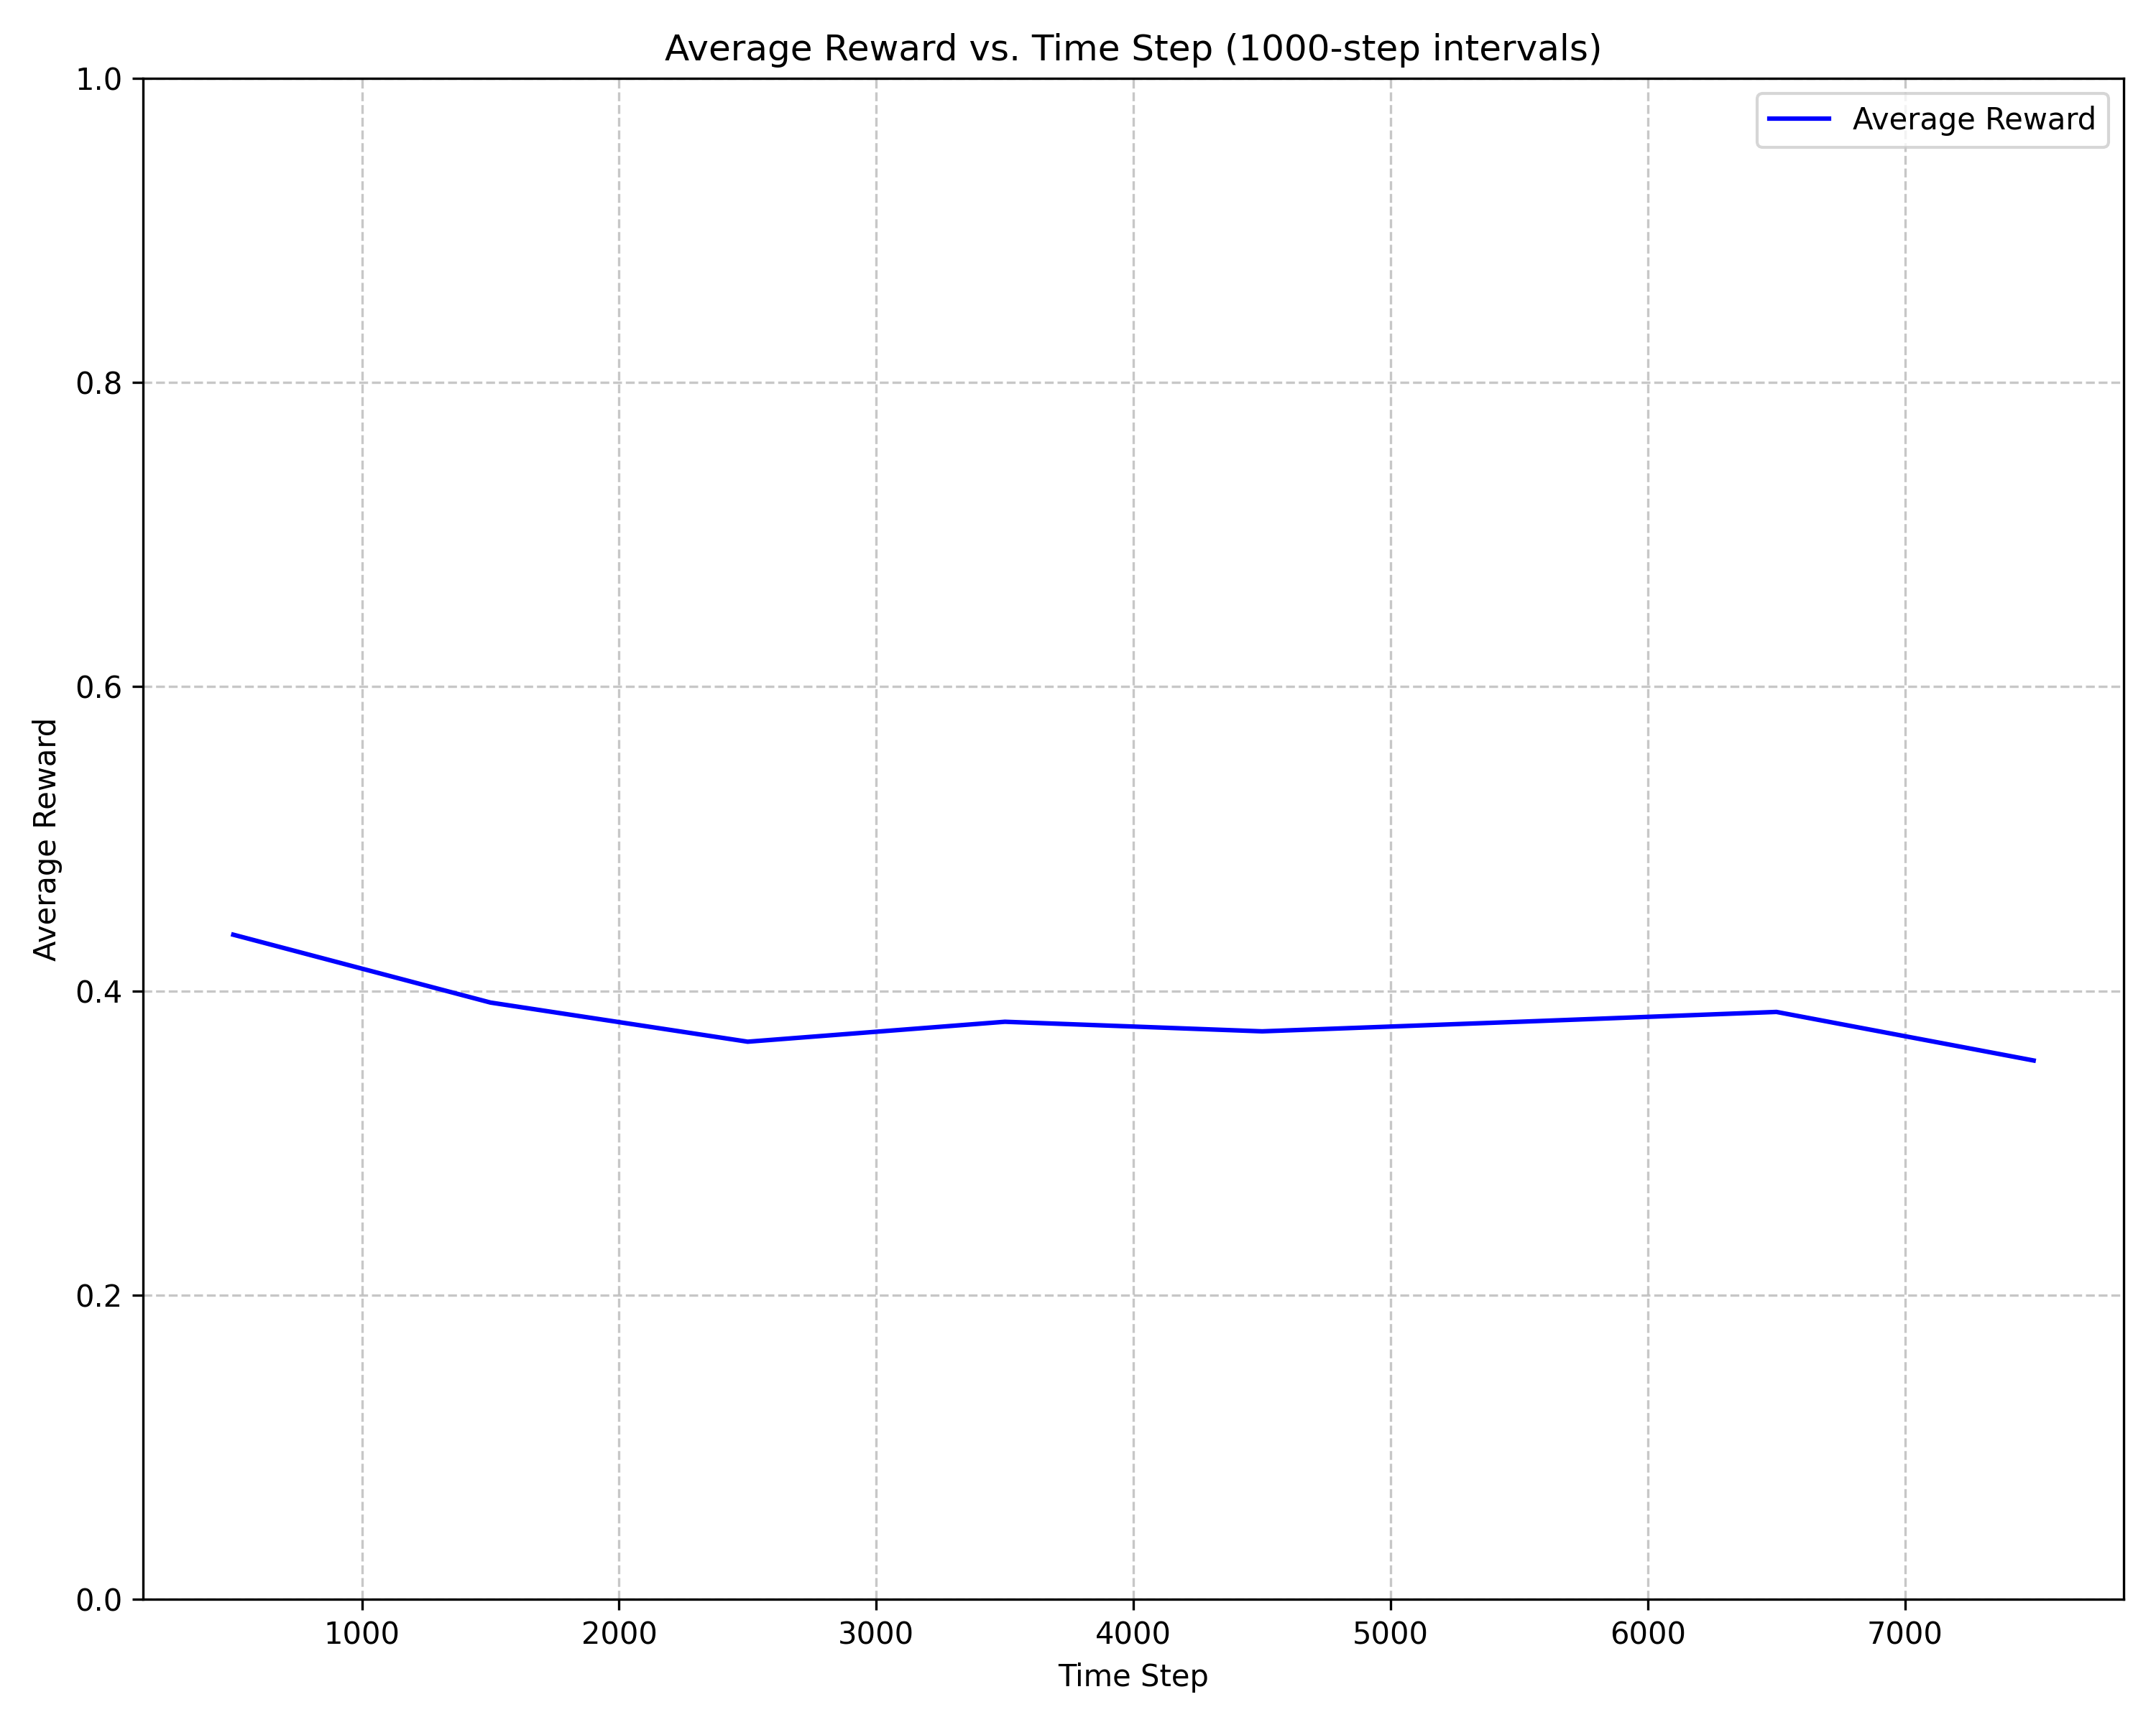 Average Reward vs. Time Step (1000-step intervals)
Average Reward
1.0
0.8
0.6
0.4
0.2
0.0
Average Reward
1000 2000 3000 4000 5000 6000 7000
Time Step